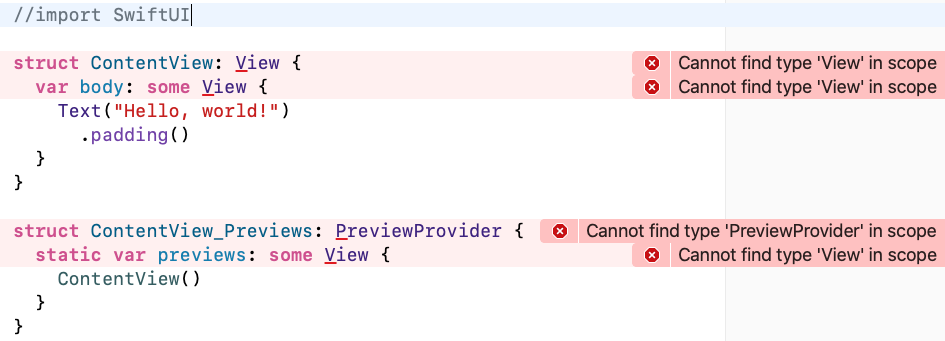 //import SwiftUI
struct ContentView: View { Cannot find type 'View' in scope
var body: some View { Cannot find type 'View' in scope
Text("Hello, world!")
.padding()
}
}
struct ContentView_Previews: PreviewProvider { Cannot find type 'PreviewProvider' in scope
static var previews: some View { Cannot find type 'View' in scope
ContentView()
}
}